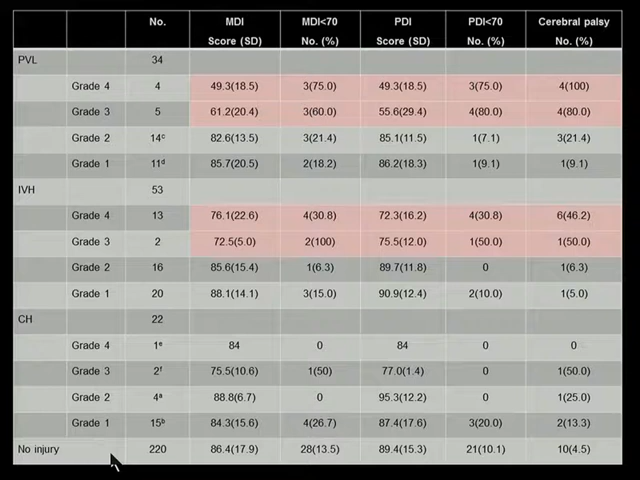 No. MDI MDI<70 PDI PDI<70 Cerebral palsy
Score (SD) No. (%) Score (SD) No. (%) No. (%)
PVL 34
Grade 4 4 49.3(18.5) 3(75.0) 49.3(18.5) 3(75.0) 4(100)
Grade 3 5 61.2(20.4) 3(60.0) 55.6(29.4) 4(80.0) 4(80.0)
Grade 2 14c 82.6(13.5) 3(21.4) 85.1(11.5) 1(7.1) 3(21.4)
Grade 1 11d 85.7(20.5) 2(18.2) 86.2(18.3) 1(9.1) 1(9.1)
IVH 53
Grade 4 13 76.1(22.6) 4(30.8) 72.3(16.2) 4(30.8) 6(46.2)
Grade 3 2 72.5(5.0) 2(100) 75.5(12.0) 1(50.0) 1(50.0)
Grade 2 16 85.6(15.4) 1(6.3) 89.7(11.8) 0 1(6.3)
Grade 1 20 88.1(14.1) 3(15.0) 90.9(12.4) 2(10.0) 1(5.0)
CH 22
Grade 4 1e 84 0 84 0 0
Grade 3 2f 75.5(10.6) 1(50) 77.0(1.4) 0 1(50.0)
Grade 2 4a 88.8(6.7) 0 95.3(12.2) 0 1(25.0)
Grade 1 15b 84.3(15.6) 4(26.7) 87.4(17.6) 3(20.0) 2(13.3)
No injury 220 86.4(17.9) 28(13.5) 89.4(15.3) 21(10.1) 10(4.5)